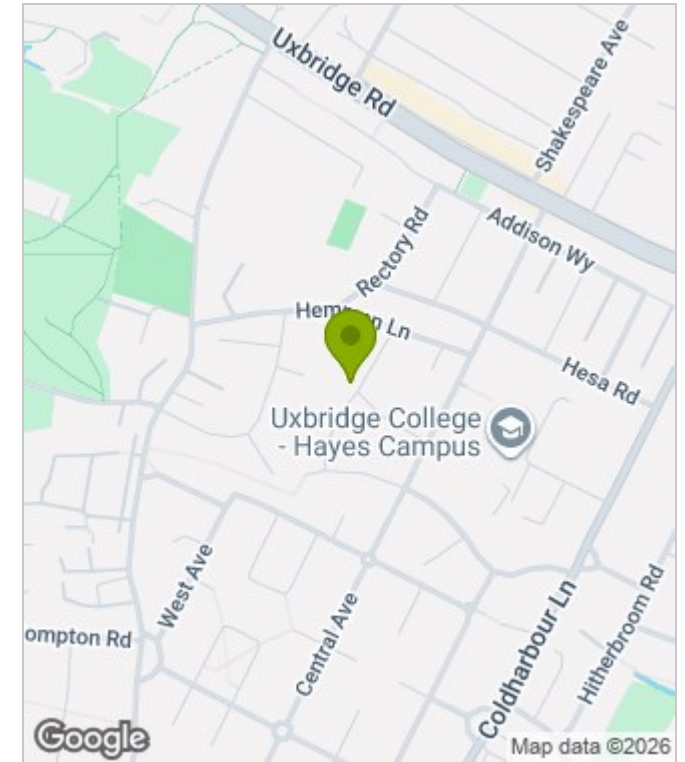 Uxbridge Rd
Shakespeare Ave
Addison Wy
Rectory Rd
Ln
Hesa Rd
Uxbridge College
- Hayes Campus
West Ave
ompton Rd
Central Ave
Coldharbour Ln
Hitherbroom Rd
Google
Map data ©2026